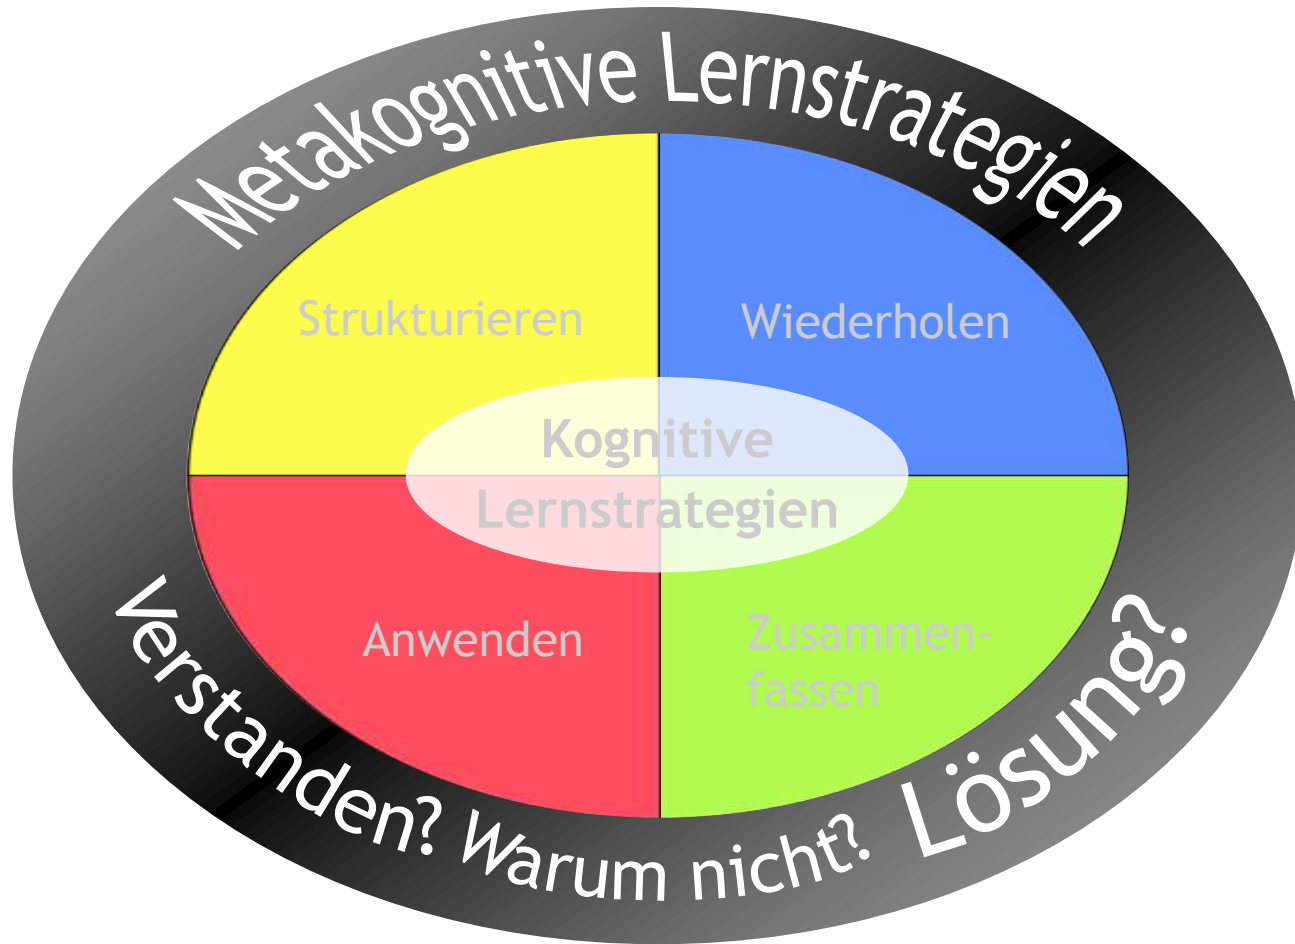 Metakognitive Lernstrategien
Strukturieren
Wiederholen
Kognitive
Lernstrategien
Anwenden
Zusammen-
fassen
Verstanden? Warum nicht? Lösung?